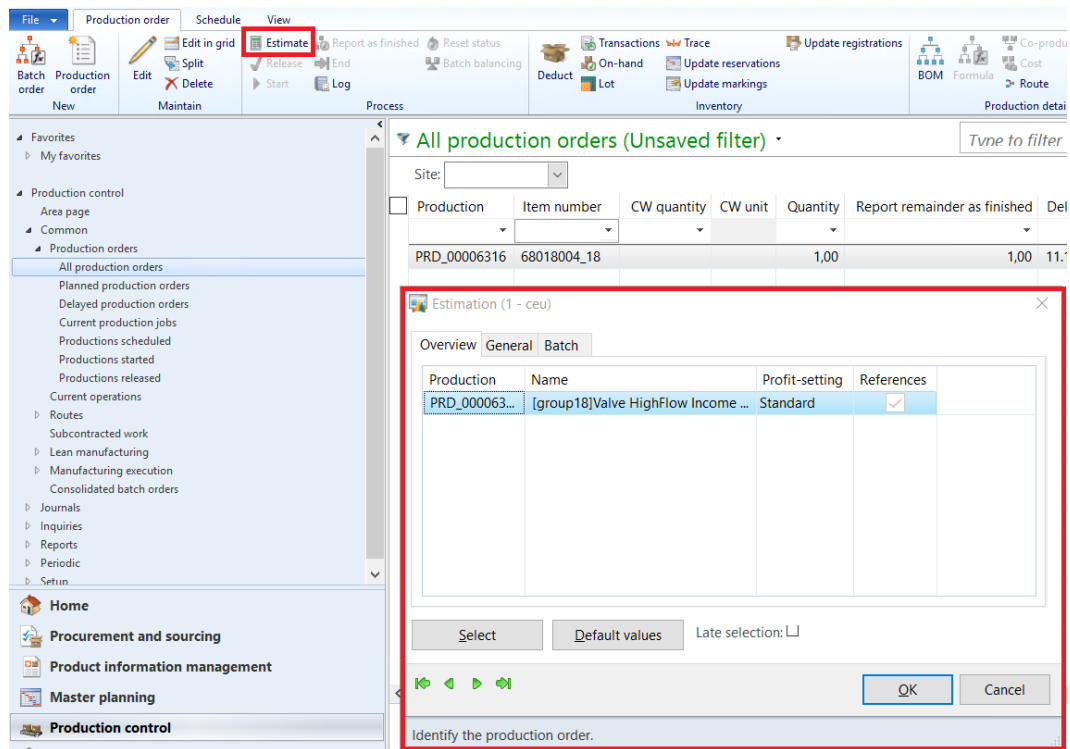 File Production order Schedule View
Batch order
Production order
New
Edit
Edit in grid
Split
Delete
Maintain
Estimate Report as finished Reset status
Release End Batch balancing
Start Log
Process
Deduct
Transactions Trace Update registrations
On-hand Update reservations
Lot Update markings
Inventory
BOM Formula
Co-produ
Cost
Route
Production detai
Favorites
My favorites
Production control
Area page
Common
Production orders
All production orders
Planned production orders
Delayed production orders
Current production jobs
Productions scheduled
Productions started
Productions released
Current operations
Routes
Subcontracted work
Lean manufacturing
Manufacturing execution
Consolidated batch orders
Journals
Inquiries
Reports
Periodic
Setup
Home
Procurement and sourcing
Product information management
Master planning
Production control
All production orders (Unsaved filter)
Type to filter
Site:
Production Item number CW quantity CW unit Quantity Report remainder as finished Del
PRD_00006316 68018004_18 1,00 1,00 11.1
Estimation (1 - ceu)
Overview General Batch
Production Name Profit-setting References
PRD_000063... [group18]Valve HighFlow Income ... Standard
Select Default values Late selection:
OK Cancel
Identify the production order.